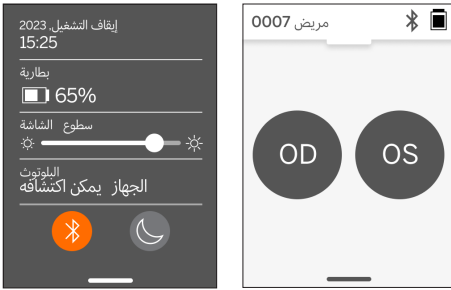 إيقاف التشغيل, 2023
15:25
بطارية
65%
سطوع الشاشة
البلوتوث
الجهاز يمكن اكتشافه
مريض 0007
OD
OS